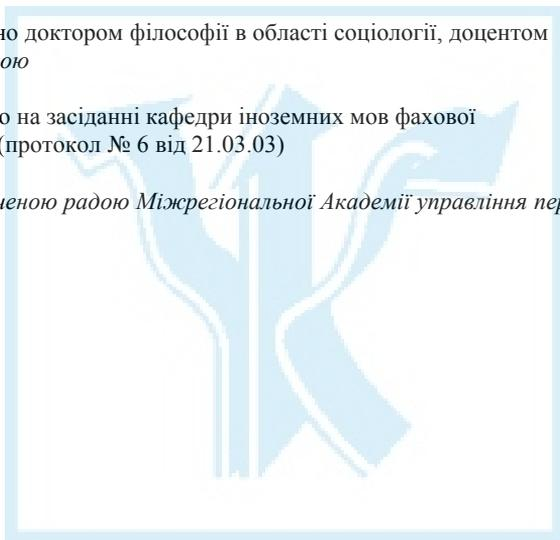 но доктором філософії в області соціології, доцентом
ою
о на засіданні кафедри іноземних мов фахової
(протокол № 6 від 21.03.03)
ченою радою Міжрегіональної Академії управління пер